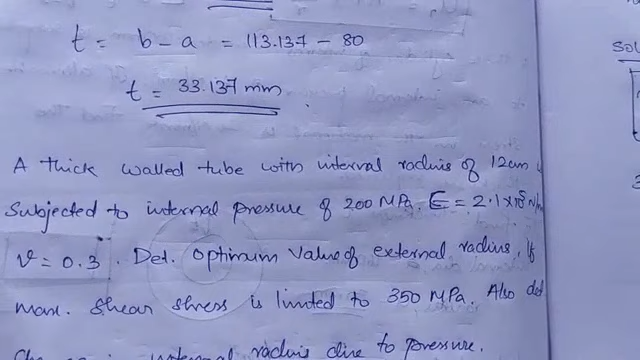 t = b - a = 113.137 - 80
t = 33.137 mm
A thick walled tube with internal radius of 12cm
Subjected to internal pressure of 200 MPa. E = 2.1×10⁵ N/m
ν = 0.3. Det. optimum value of external radius, if
max. shear stress is limited to 350 MPa. Also det
internal radius due to pressure.
Sol